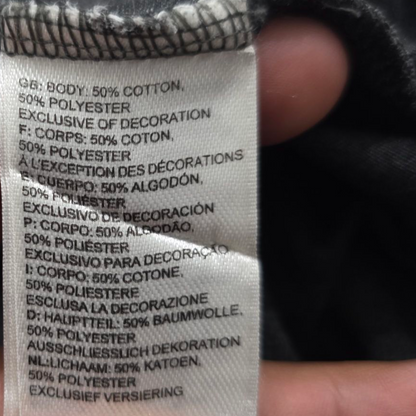 GB: BODY: 50% COTTON,
50% POLYESTER
EXCLUSIVE OF DECORATION
F: CORPS: 50% COTON,
50% POLYESTER
À L'EXCEPTION DES DÉCORATIONS
E: CUERPO: 50% ALGODÓN,
50% POLIÉSTER
EXCLUSIVO DE DECORACIÓN
P: CORPO: 50% ALGODÃO,
50% POLIÉSTER
EXCLUSIVO PARA DECORAÇÃO
I: CORPO: 50% COTONE,
50% POLIESTERE
ESCLUSA LA DECORAZIONE
D: HAUPTTEIL: 50% BAUMWOLLE,
50% POLYESTER
AUSSCHLIESSLICH DEKORATION
NL:LICHAAM: 50% KATOEN,
50% POLYESTER
EXCLUSIEF VERSIERING